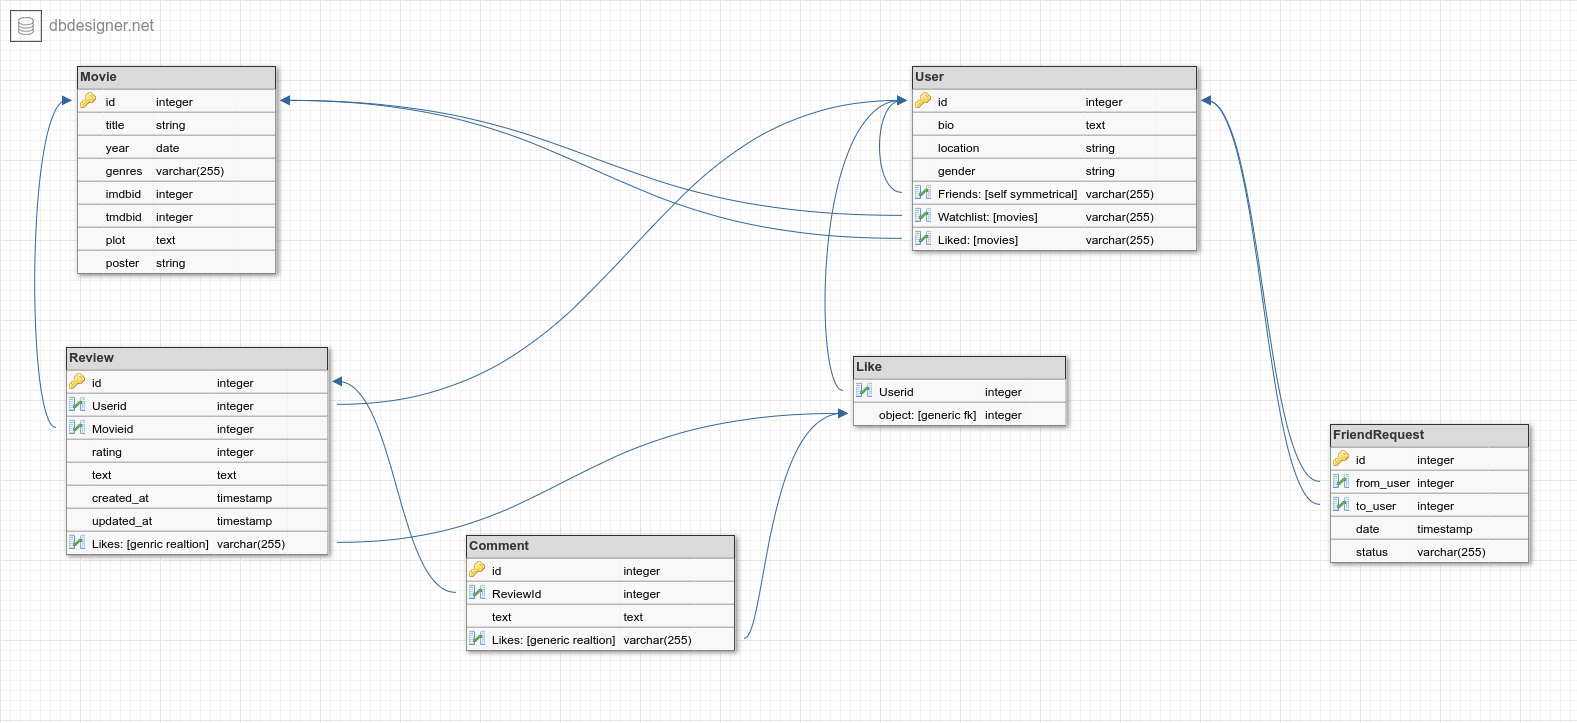 dbdesigner.net
Movie
id integer
title string
year date
genres varchar(255)
imdbid integer
tmdbid integer
plot text
poster string
User
id integer
bio text
location string
gender string
Friends: [self symmetrical] varchar(255)
Watchlist: [movies] varchar(255)
Liked: [movies] varchar(255)
Review
id integer
Userid integer
Movieid integer
rating integer
text text
created_at timestamp
updated_at timestamp
Likes: [genric realtion] varchar(255)
Like
Userid integer
object: [generic fk] integer
FriendRequest
id integer
from_user integer
to_user integer
date timestamp
status varchar(255)
Comment
id integer
ReviewId integer
text text
Likes: [generic realtion] varchar(255)